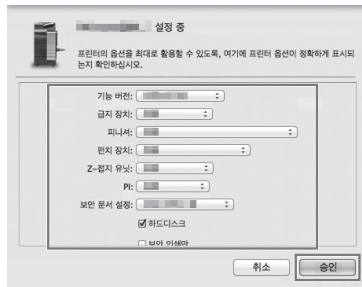 설정 중
프린터의 옵션을 최대로 활용할 수 있도록, 여기에 프린터 옵션이 정확하게 표시되
는지 확인하십시오.
기능 버전:
급지 장치:
피니셔:
펀치 장치:
Z-접지 유닛:
PI:
보안 문서 설정:
하드디스크
보안 인쇄만
취소
승인